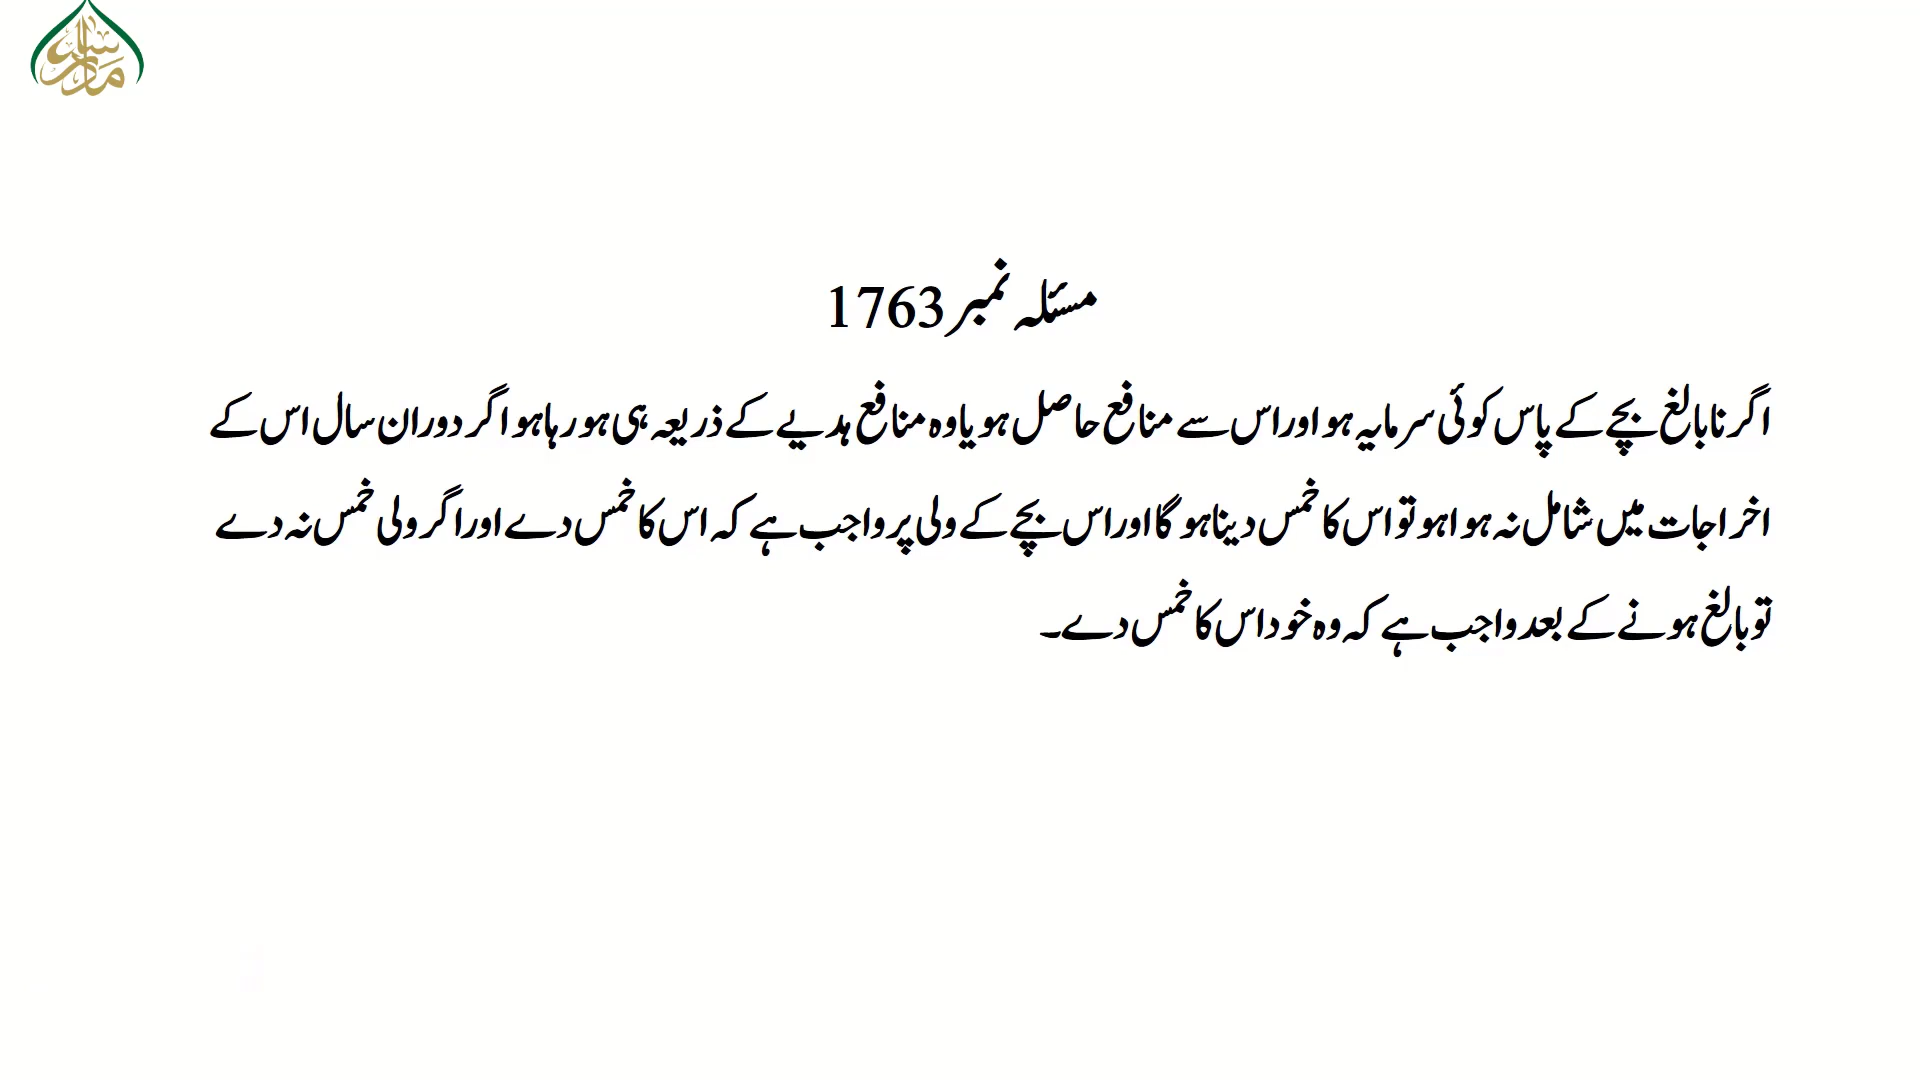 مسئلہ نمبر 1763
اگر نابالغ بچے کے پاس کوئی سرمایہ ہو اور اس سے منافع حاصل ہو یا وہ منافع ہدیے کے ذریعہ ہی ہو رہا ہو اگر دوران سال اس کے
اخراجات میں شامل نہ ہوا ہو تو اس کا خمس دینا ہو گا اور اس بچے کے ولی پر واجب ہے کہ اس کا خمس دے اور اگر ولی خمس نہ دے
تو بالغ ہونے کے بعد واجب ہے کہ وہ خود اس کا خمس دے۔